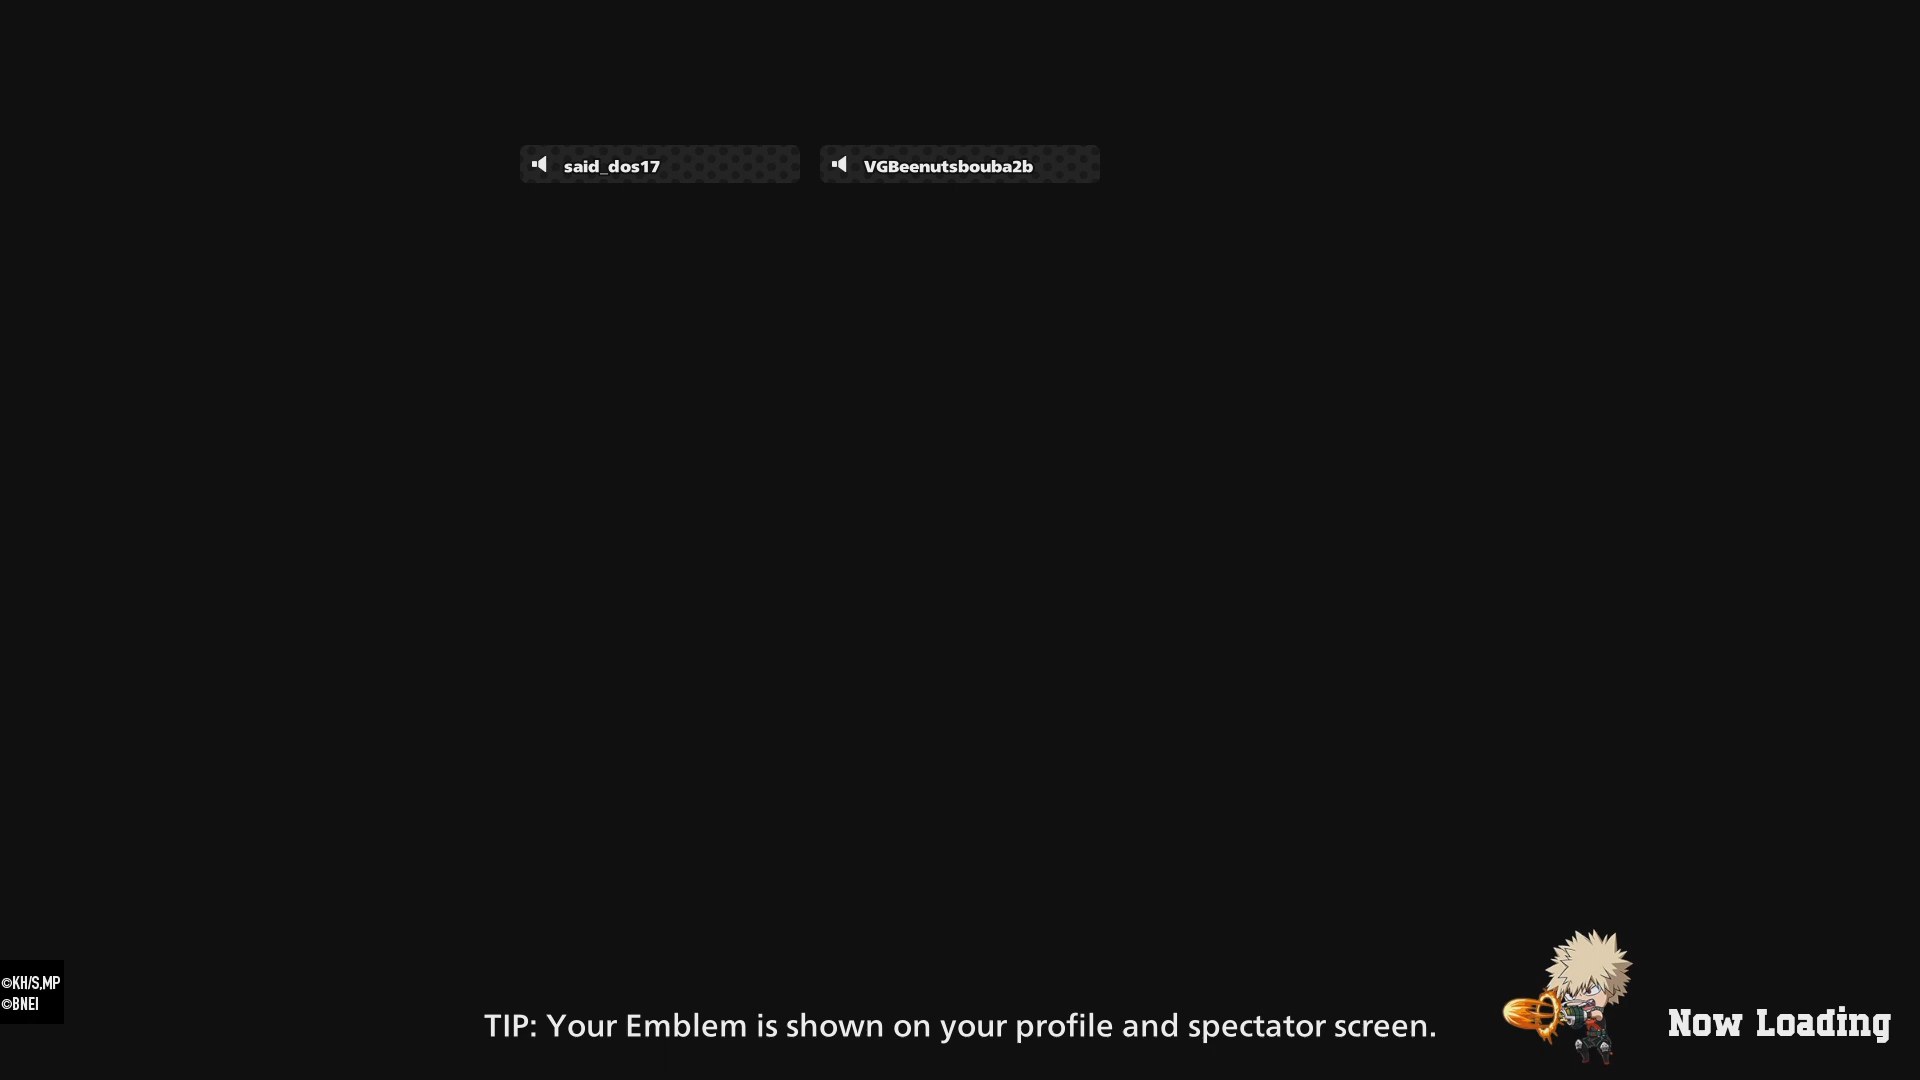 said_dos17
VGBeenutsbouba2b
©KH/S,MP
©BNEI
TIP: Your Emblem is shown on your profile and spectator screen.
Now Loading